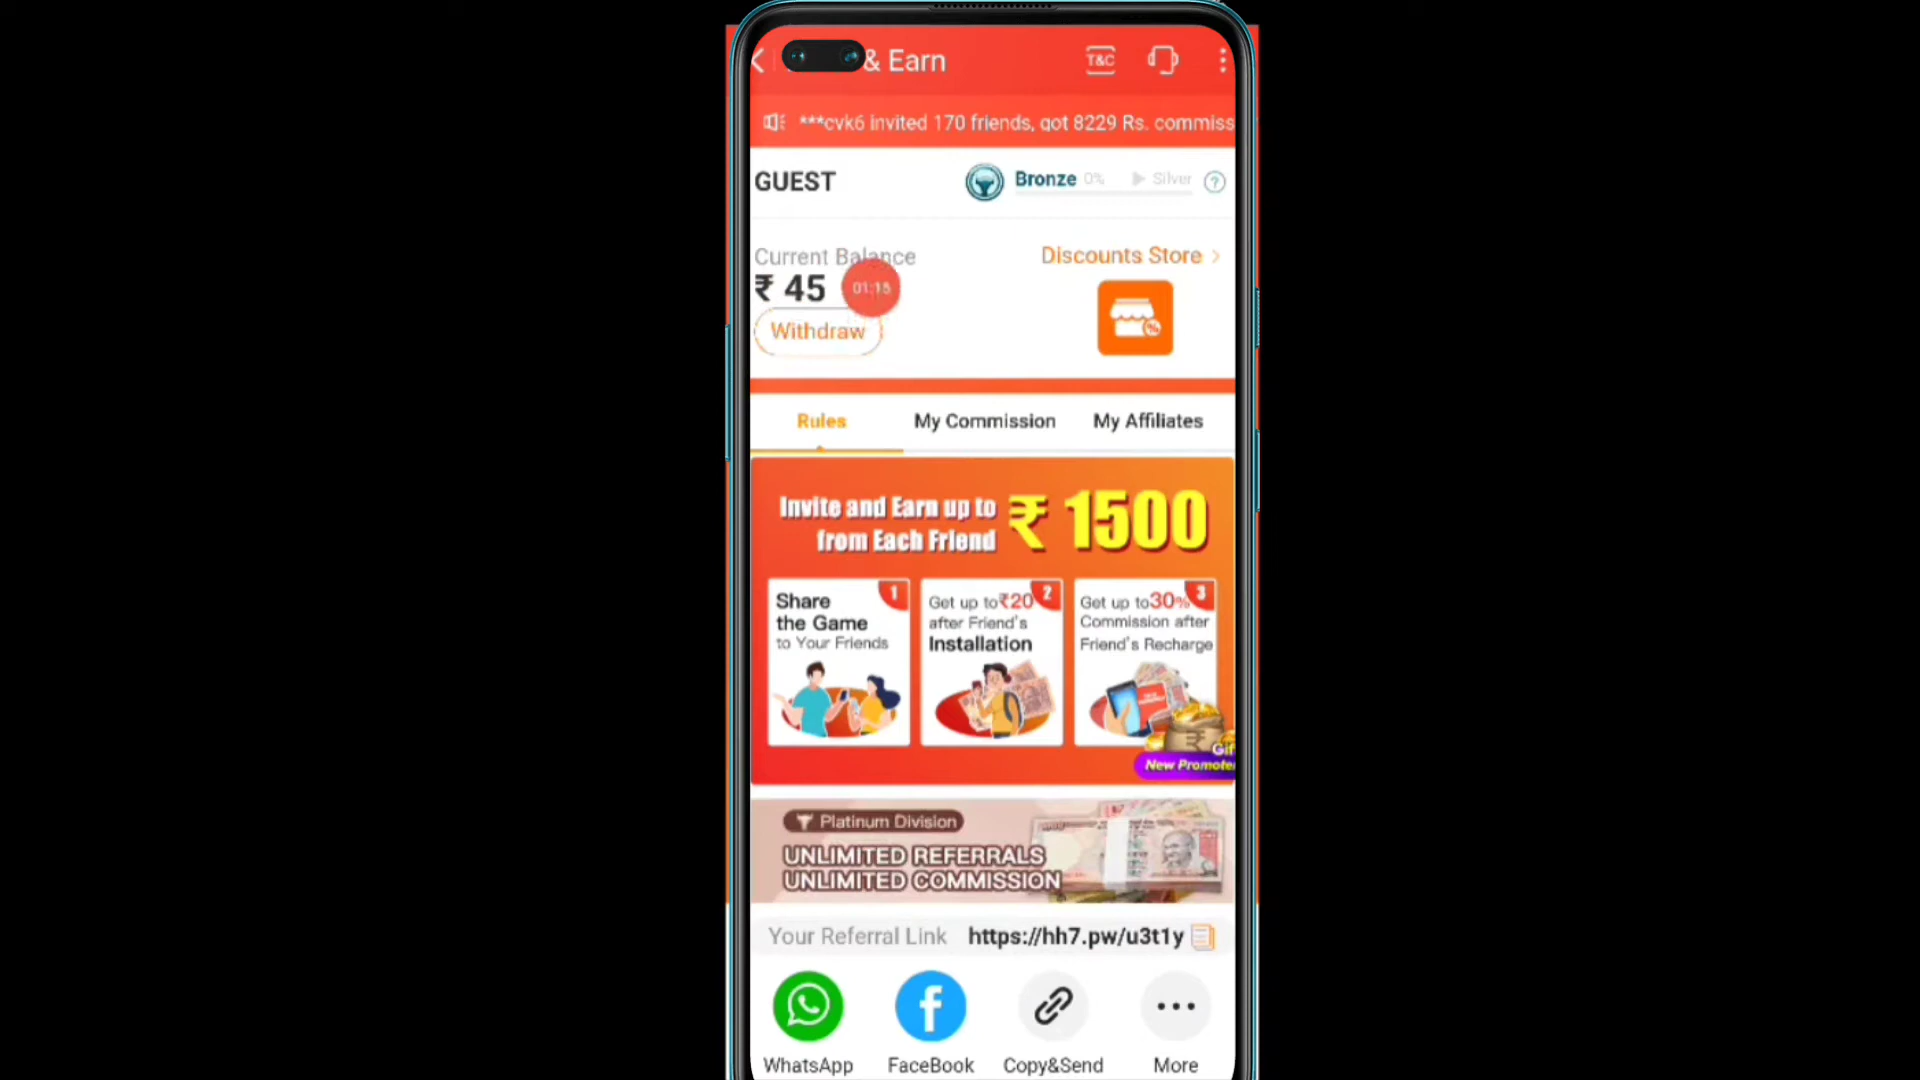 & Earn
T&C
***cvk6 invited 170 friends, got 8229 Rs. commiss
GUEST
Bronze 0% Silver ?
Current Balance
Discounts Store >
₹ 45
01:15
Withdraw
%
Rules
My Commission
My Affiliates
Invite and Earn up to
from Each Friend
₹ 1500
1
Share
the Game
to Your Friends
2
Get up to ₹20
after Friend's
Installation
3
Get up to 30%
Commission after
Friend's Recharge
Gif
New Promoter
Platinum Division
UNLIMITED REFERRALS
UNLIMITED COMMISSION
Your Referral Link https://hh7.pw/u3t1y
WhatsApp
FaceBook
Copy&Send
More